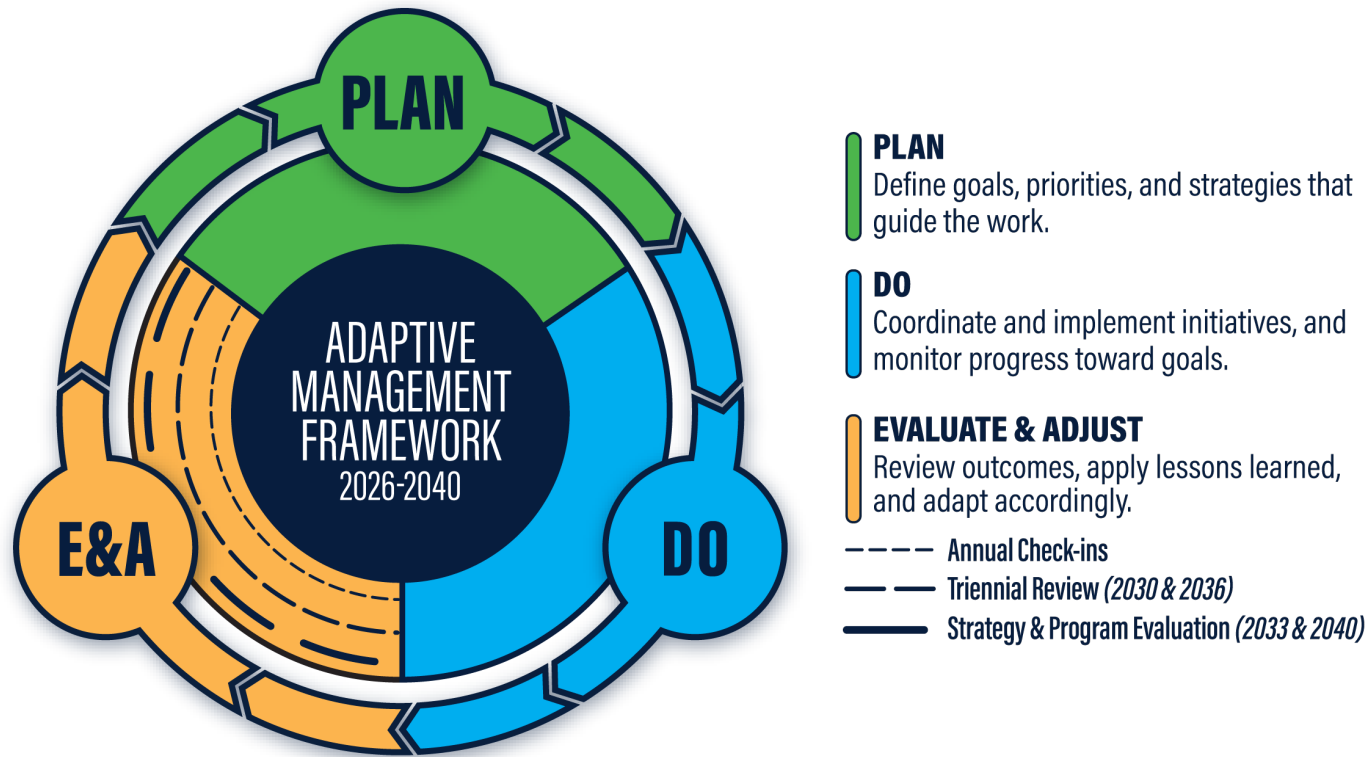 PLAN
ADAPTIVE
MANAGEMENT
FRAMEWORK
2026-2040
E&A
DO
PLAN
Define goals, priorities, and strategies that
guide the work.
DO
Coordinate and implement initiatives, and
monitor progress toward goals.
EVALUATE & ADJUST
Review outcomes, apply lessons learned,
and adapt accordingly.
Annual Check-ins
Triennial Review (2030 & 2036)
Strategy & Program Evaluation (2033 & 2040)